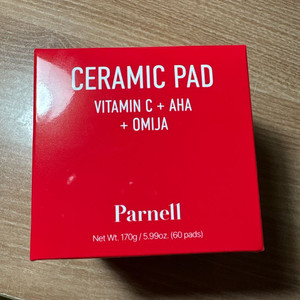 CERAMIC PAD
VITAMIN C + AHA
+ OMIJA
Parnell
Net Wt. 170g / 5.99oz. (60 pads)